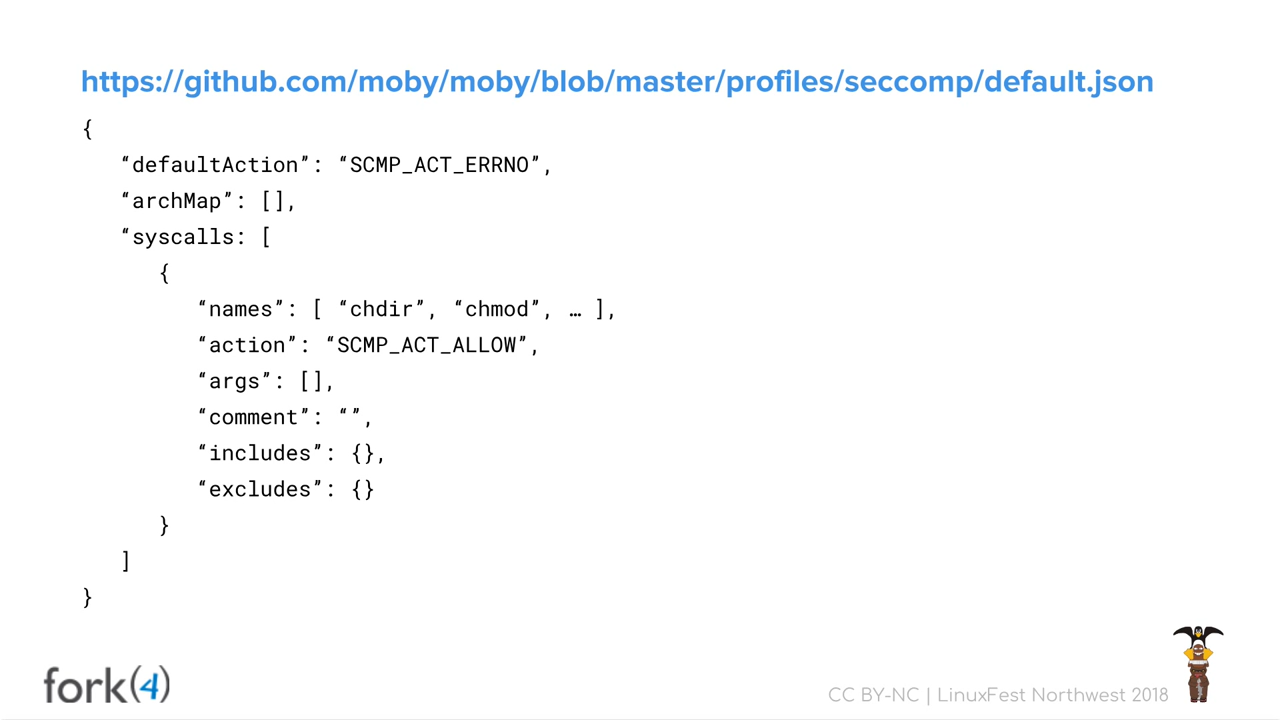 https://github.com/moby/moby/blob/master/profiles/seccomp/default.json
{
   “defaultAction”: “SCMP_ACT_ERRNO”,
   “archMap”: [],
   “syscalls: [
      {
         “names”: [ “chdir”, “chmod”, … ],
         “action”: “SCMP_ACT_ALLOW”,
         “args”: [],
         “comment”: “”,
         “includes”: {},
         “excludes”: {}
      }
   ]
}
fork(4)
CC BY-NC | LinuxFest Northwest 2018